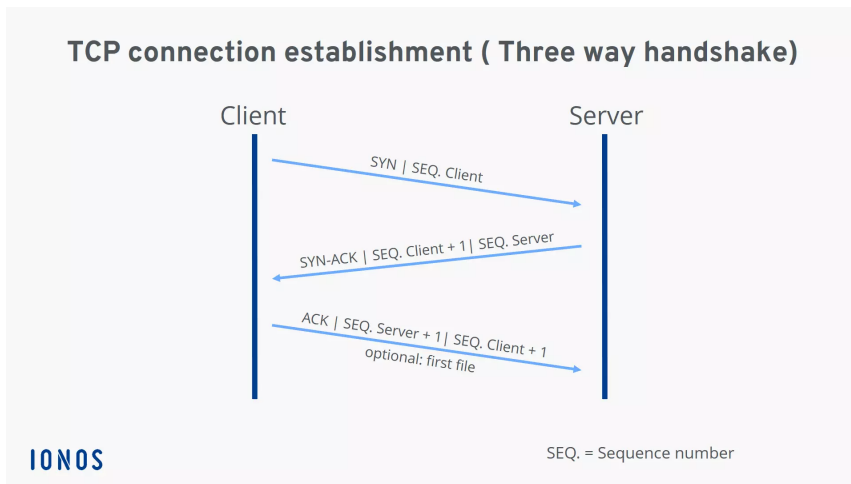 TCP connection establishment ( Three way handshake)
Client
Server
SYN | SEQ. Client
SYN-ACK | SEQ. Client + 1| SEQ. Server
ACK | SEQ. Server + 1| SEQ. Client + 1
optional: first file
IONOS
SEQ. = Sequence number